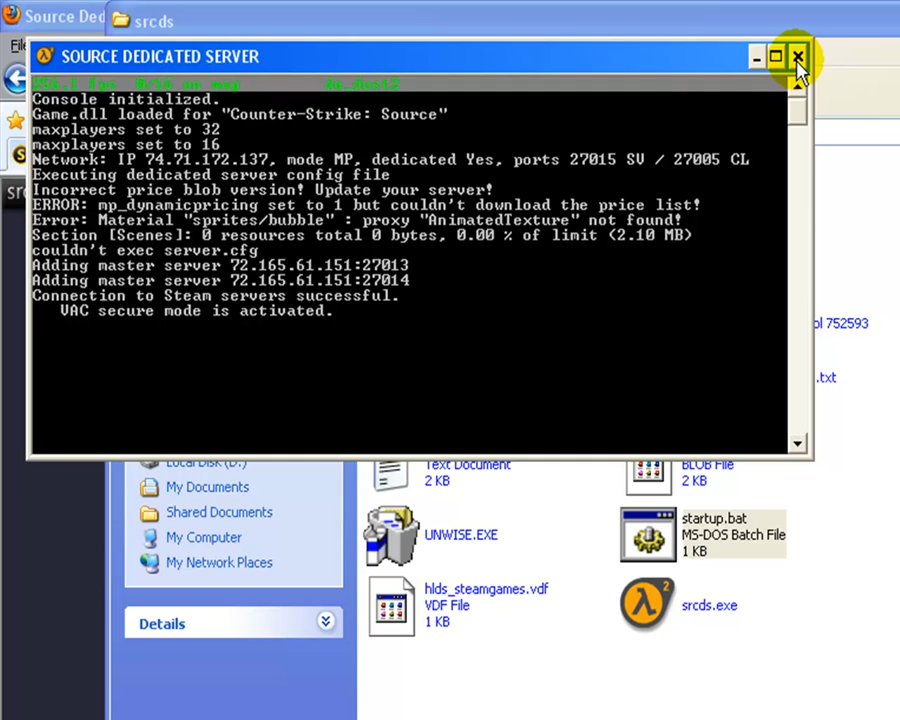 Source Ded
srcds
File
SOURCE DEDICATED SERVER
0/16 on map de_dust2
Console initialized.
Game.dll loaded for "Counter-Strike: Source"
maxplayers set to 32
maxplayers set to 16
Network: IP 74.71.172.137, mode MP, dedicated Yes, ports 27015 SV / 27005 CL
Executing dedicated server config file
Incorrect price blob version! Update your server!
ERROR: mp_dynamicpricing set to 1 but couldn't download the price list!
Error: Material "sprites/bubble" : proxy "AnimatedTexture" not found!
Section [Scenes]: 0 resources total 0 bytes, 0.00 % of limit (2.10 MB)
couldn't exec server.cfg
Adding master server 72.165.61.151:27013
Adding master server 72.165.61.151:27014
Connection to Steam servers successful.
VAC secure mode is activated.
ol 752593
.txt
Local Disk (D:)
My Documents
Shared Documents
My Computer
My Network Places
Details
Text Document
2 KB
BLOB File
2 KB
UNWISE.EXE
startup.bat
MS-DOS Batch File
1 KB
hlds_steamgames.vdf
VDF File
1 KB
srcds.exe